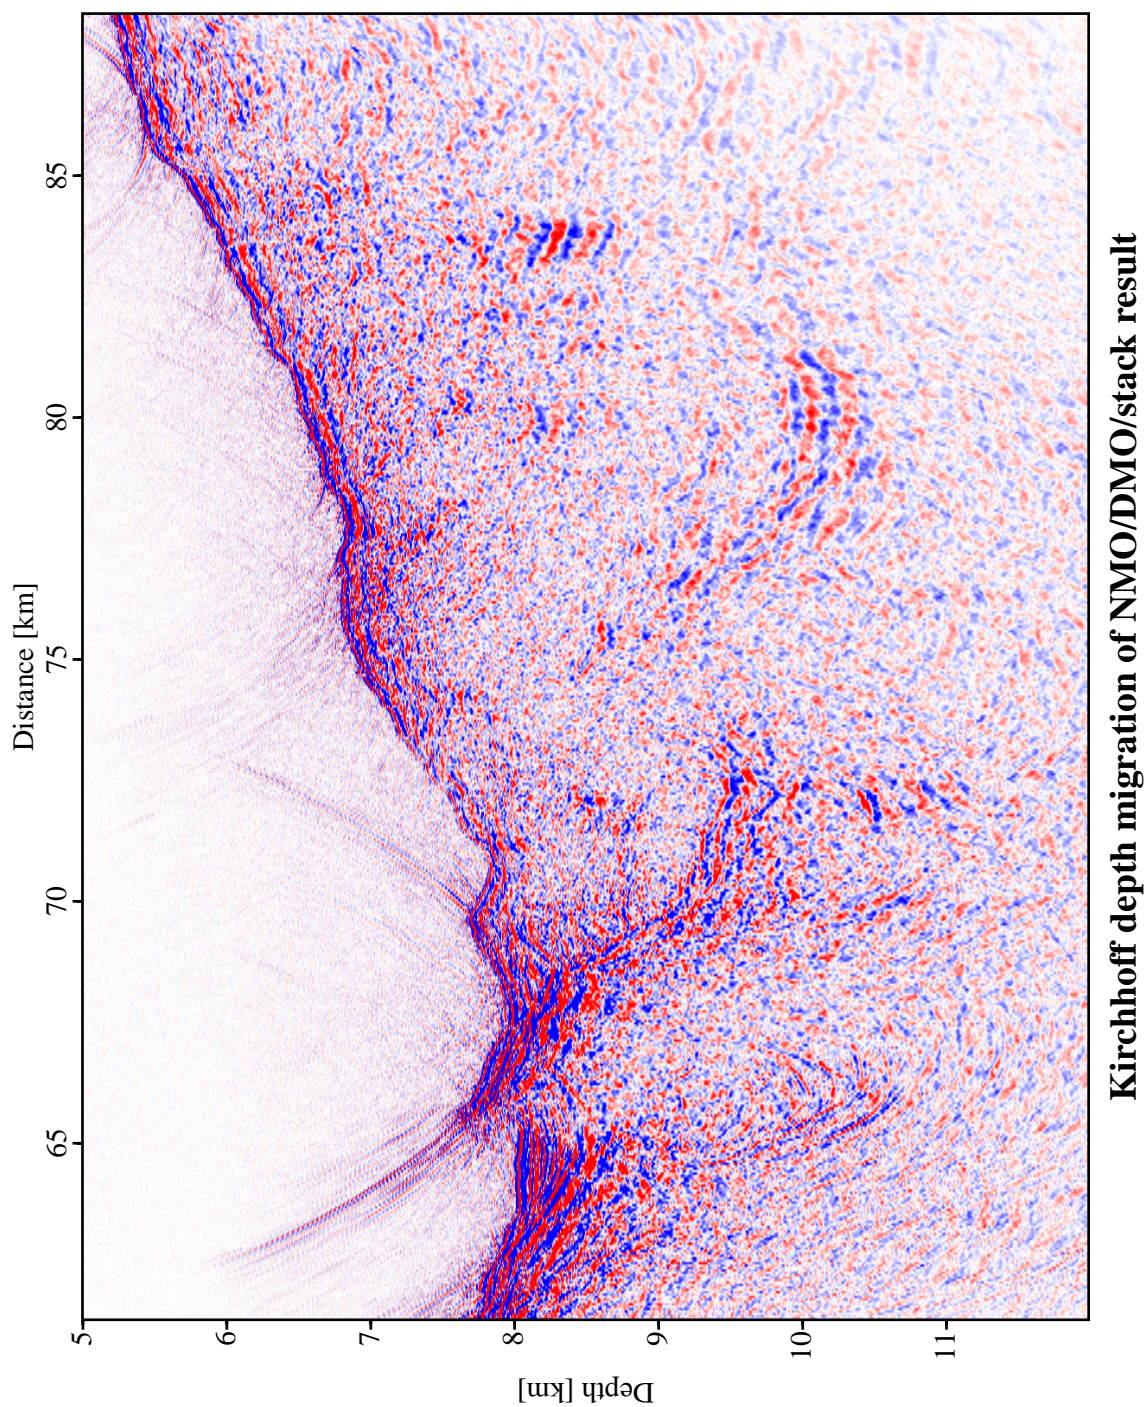 Distance [km]
65 70 75 80 85
5
6
7
8
9
10
11
Depth [km]
Kirchhoff depth migration of NMO/DMO/stack result